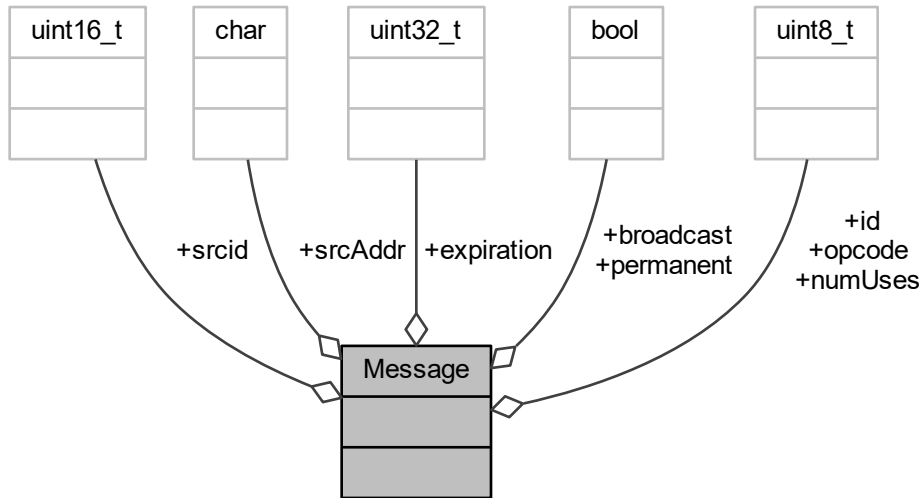 uint16_t
char
uint32_t
bool
uint8_t
+srcid
+srcAddr
+expiration
+broadcast
+permanent
+id
+opcode
+numUses
Message